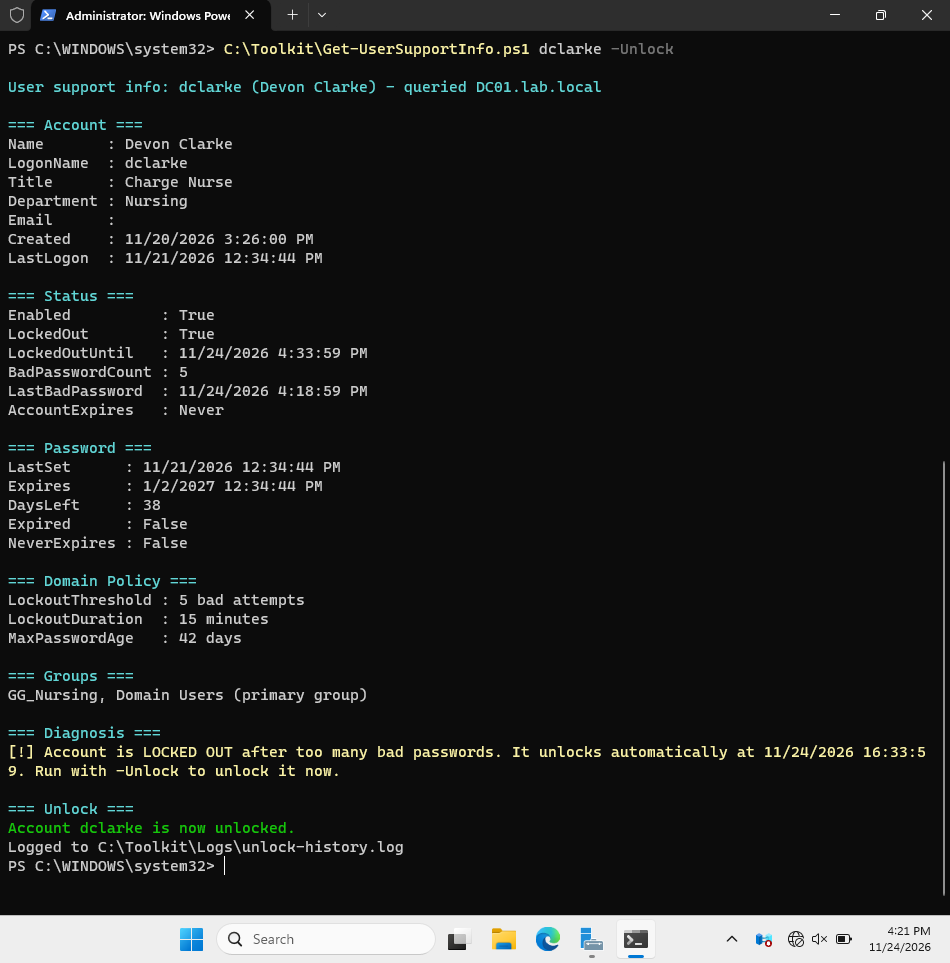 Administrator: Windows Powe
PS C:\WINDOWS\system32> C:\Toolkit\Get-UserSupportInfo.ps1 dclarke -Unlock
User support info: dclarke (Devon Clarke) - queried DC01.lab.local
=== Account ===
Name       : Devon Clarke
LogonName  : dclarke
Title      : Charge Nurse
Department : Nursing
Email      :
Created    : 11/20/2026 3:26:00 PM
LastLogon  : 11/21/2026 12:34:44 PM
=== Status ===
Enabled          : True
LockedOut        : True
LockedOutUntil   : 11/24/2026 4:33:59 PM
BadPasswordCount : 5
LastBadPassword  : 11/24/2026 4:18:59 PM
AccountExpires   : Never
=== Password ===
LastSet      : 11/21/2026 12:34:44 PM
Expires      : 1/2/2027 12:34:44 PM
DaysLeft     : 38
Expired      : False
NeverExpires : False
=== Domain Policy ===
LockoutThreshold : 5 bad attempts
LockoutDuration  : 15 minutes
MaxPasswordAge   : 42 days
=== Groups ===
GG_Nursing, Domain Users (primary group)
=== Diagnosis ===
[!] Account is LOCKED OUT after too many bad passwords. It unlocks automatically at 11/24/2026 16:33:5
9. Run with -Unlock to unlock it now.
=== Unlock ===
Account dclarke is now unlocked.
Logged to C:\Toolkit\Logs\unlock-history.log
PS C:\WINDOWS\system32>
Search
4:21 PM
11/24/2026